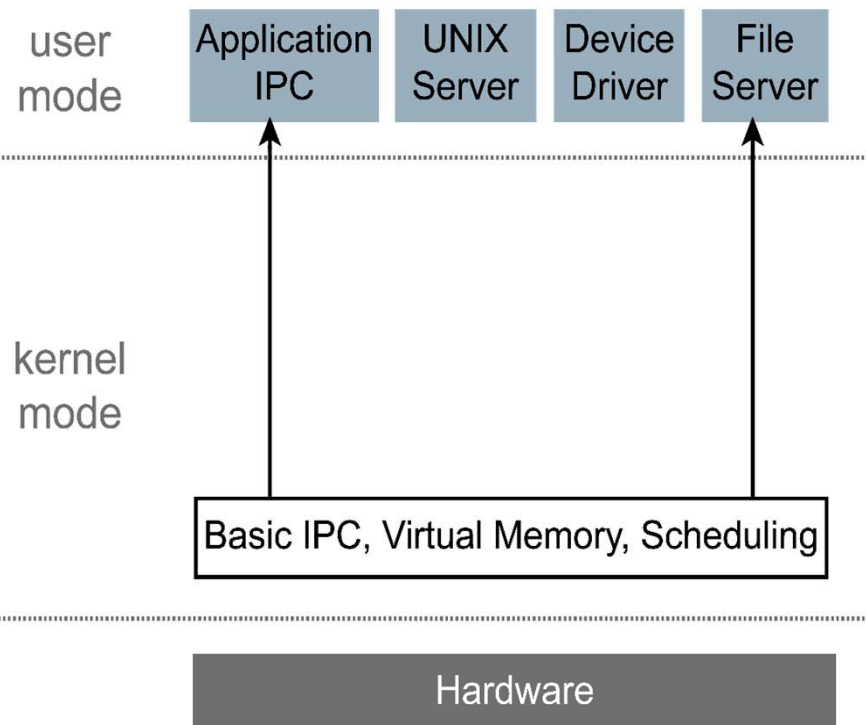 user
mode
Application
IPC
UNIX
Server
Device
Driver
File
Server
kernel
mode
Basic IPC, Virtual Memory, Scheduling
Hardware